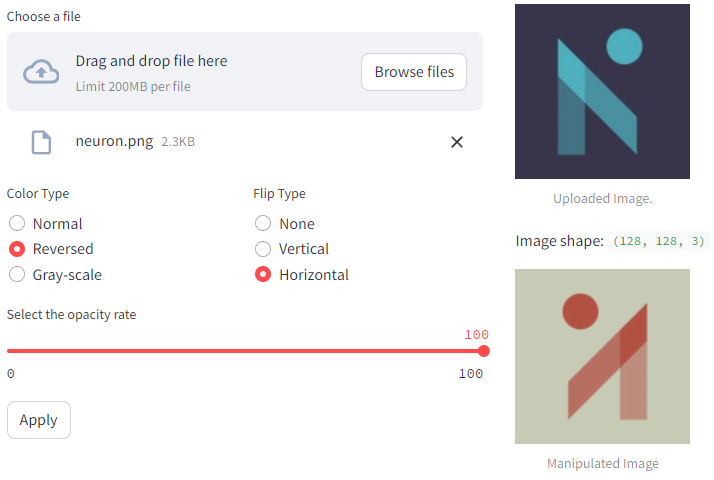 Choose a file
Drag and drop file here
Limit 200MB per file
Browse files
neuron.png 2.3KB
Color Type
Normal
Reversed
Gray-scale
Flip Type
None
Vertical
Horizontal
Select the opacity rate
100
0 100
Apply
Uploaded Image.
Image shape: (128, 128, 3)
Manipulated Image